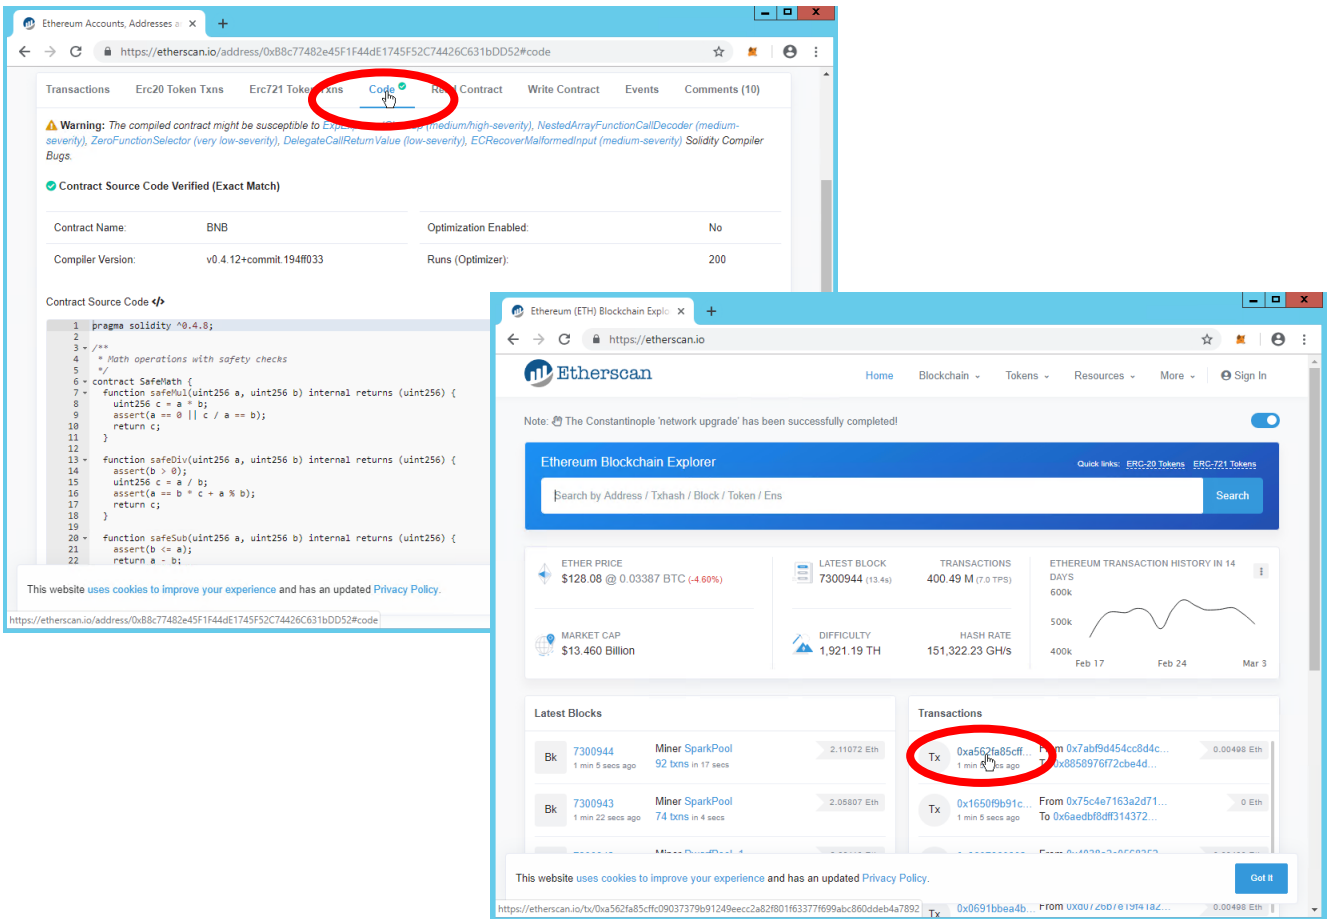 Ethereum Accounts, Addresses a
https://etherscan.io/address/0xB8c77482e45F1F44dE1745F52C74426C631bDD52#code
Transactions Erc20 Token Txns Erc721 Token Txns Code Read Contract Write Contract Events Comments (10)
Warning: The compiled contract might be susceptible to (medium/high-severity), NestedArrayFunctionCallDecoder (medium-
severity), ZeroFunctionSelector (very low-severity), DelegateCallReturnValue (low-severity), ECRecoverMalformedInput (medium-severity) Solidity Compiler
Bugs.
Contract Source Code Verified (Exact Match)
Contract Name: BNB Optimization Enabled: No
Compiler Version: v0.4.12+commit.194ff033 Runs (Optimizer): 200
Contract Source Code </>
1 pragma solidity ^0.4.8;
2
3 /**
4 * Math operations with safety checks
5 */
6 contract SafeMath {
7 function safeMul(uint256 a, uint256 b) internal returns (uint256) {
8 uint256 c = a * b;
9 assert(a == 0 || c / a == b);
10 return c;
11 }
12
13 function safeDiv(uint256 a, uint256 b) internal returns (uint256) {
14 assert(b > 0);
15 uint256 c = a / b;
16 assert(a == b * c + a % b);
17 return c;
18 }
19
20 function safeSub(uint256 a, uint256 b) internal returns (uint256) {
21 assert(b <= a);
22 return a - b;
This website uses cookies to improve your experience and has an updated Privacy Policy.
https://etherscan.io/address/0xB8c77482e45F1F44dE1745F52C74426C631bDD52#code
Ethereum (ETH) Blockchain Explo
https://etherscan.io
Etherscan
Home Blockchain Tokens Resources More Sign In
Note: The Constantinople 'network upgrade' has been successfully completed!
Ethereum Blockchain Explorer
Quick links: ERC-20 Tokens ERC-721 Tokens
Search by Address / Txhash / Block / Token / Ens
Search
ETHER PRICE
$128.08 @ 0.03387 BTC (-4.60%)
MARKET CAP
$13.460 Billion
LATEST BLOCK
7300944 (13.4s)
TRANSACTIONS
400.49 M (7.0 TPS)
DIFFICULTY
1,921.19 TH
HASH RATE
151,322.23 GH/s
ETHEREUM TRANSACTION HISTORY IN 14
DAYS
600k
500k
400k
Feb 17 Feb 24 Mar 3
Latest Blocks
Bk 7300944 Miner SparkPool 2.11072 Eth
1 min 5 secs ago 92 txns in 17 secs
Bk 7300943 Miner SparkPool 2.05807 Eth
1 min 22 secs ago 74 txns in 4 secs
Transactions
Tx 0xa562fa85cff... From 0x7abf9d454cc8d4c... 0.00498 Eth
1 min 5 secs ago To 0x8858976f72cbe4d...
Tx 0x1650f9b91c... From 0x75c4e7163a2d71... 0 Eth
1 min 5 secs ago To 0x6aedbf8dff314372...
This website uses cookies to improve your experience and has an updated Privacy Policy.
Got It
https://etherscan.io/tx/0xa562fa85cffc09037379b91249eecc2a82f801f63377f699abc860ddeb4a7892
Tx 0x0691bbea4b...